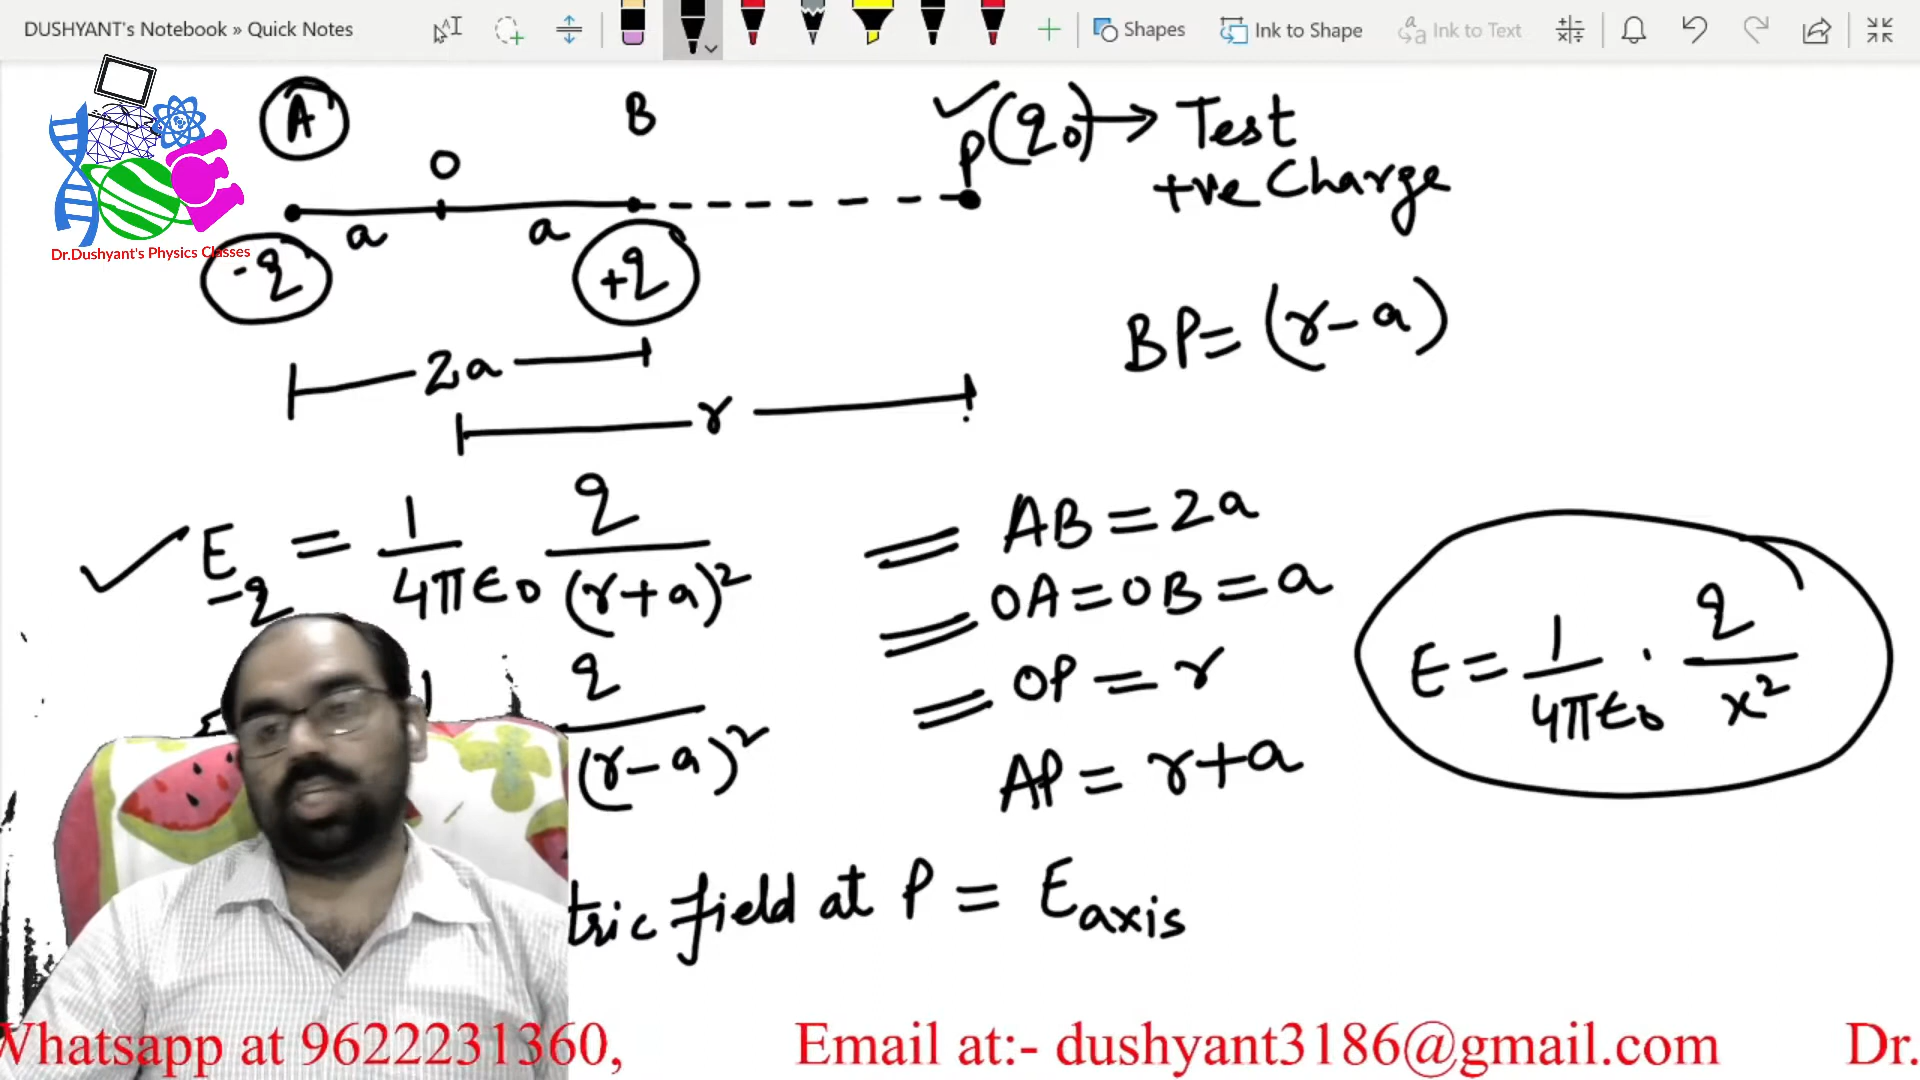 DUSHYANT's Notebook » Quick Notes
Shapes
Ink to Shape
Ink to Text
A
B
O
P (q₀) → Test
+ve Charge
a
a
-q
+q
Dr.Dushyant's Physics Classes
2a
r
BP = (r-a)
E₋q = 1/4πε₀ q/(r+a)²
q/(r-a)²
AB = 2a
OA = OB = a
OP = r
AP = r+a
E = 1/4πε₀ · q/x²
tric field at P = E axis
Whatsapp at 9622231360,
Email at:- dushyant3186@gmail.com
Dr.